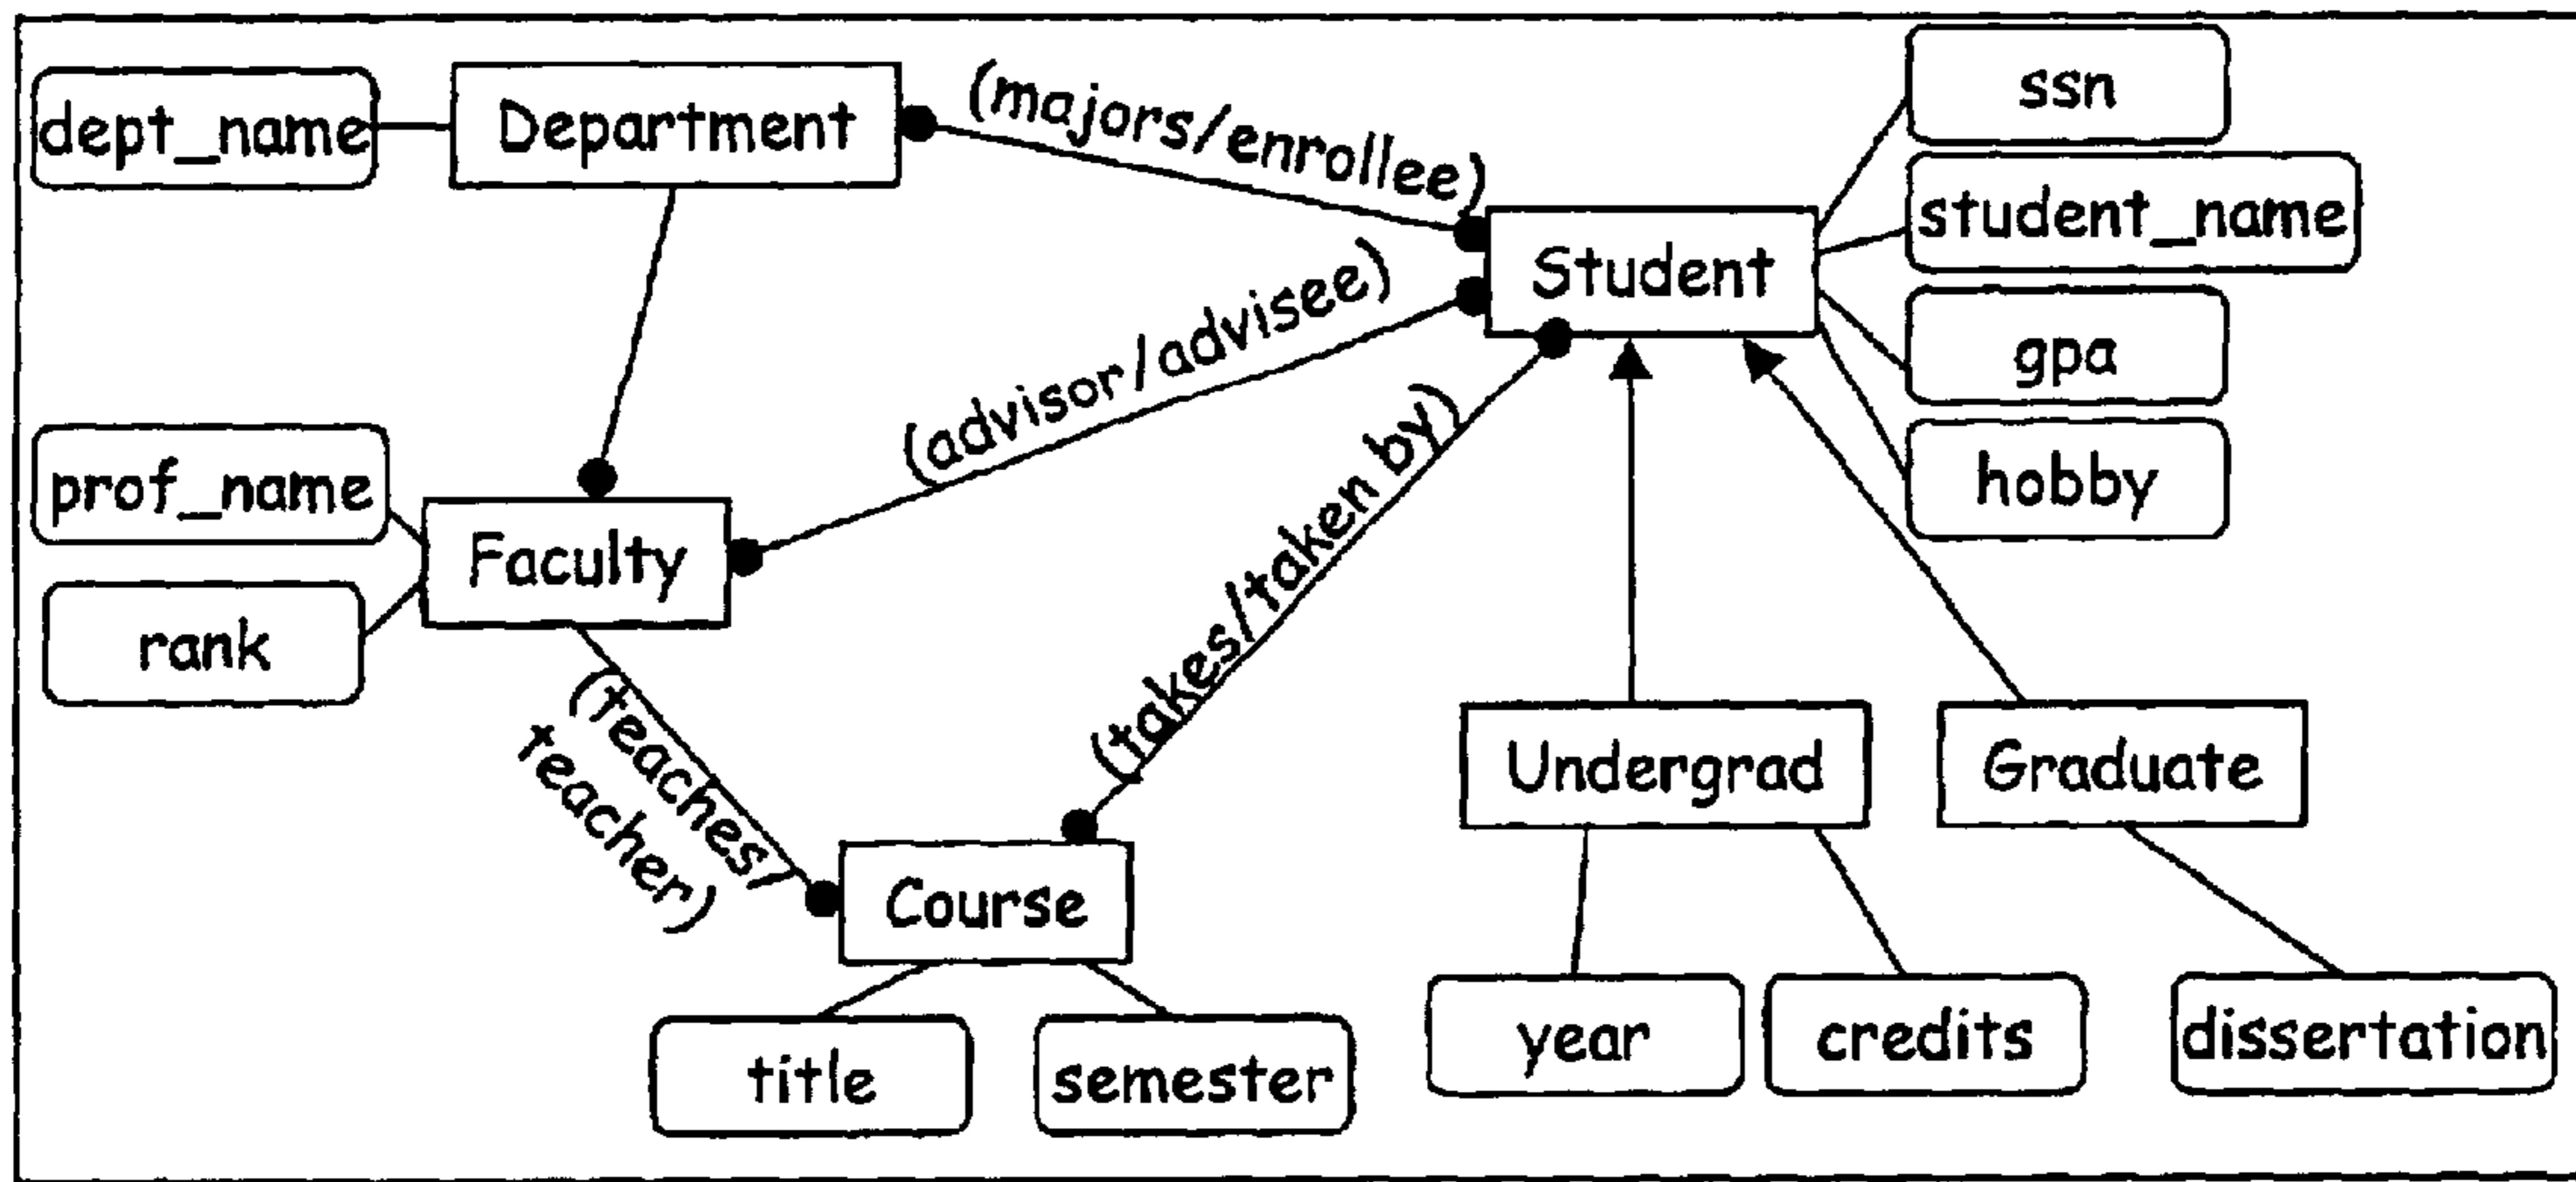 dept_name
Department
(majors/enrollee)
ssn
student_name
Student
gpa
hobby
(advisor/advisee)
prof_name
Faculty
rank
(takes/taken by)
(teaches/
teacher)
Undergrad
Graduate
Course
title
semester
year
credits
dissertation